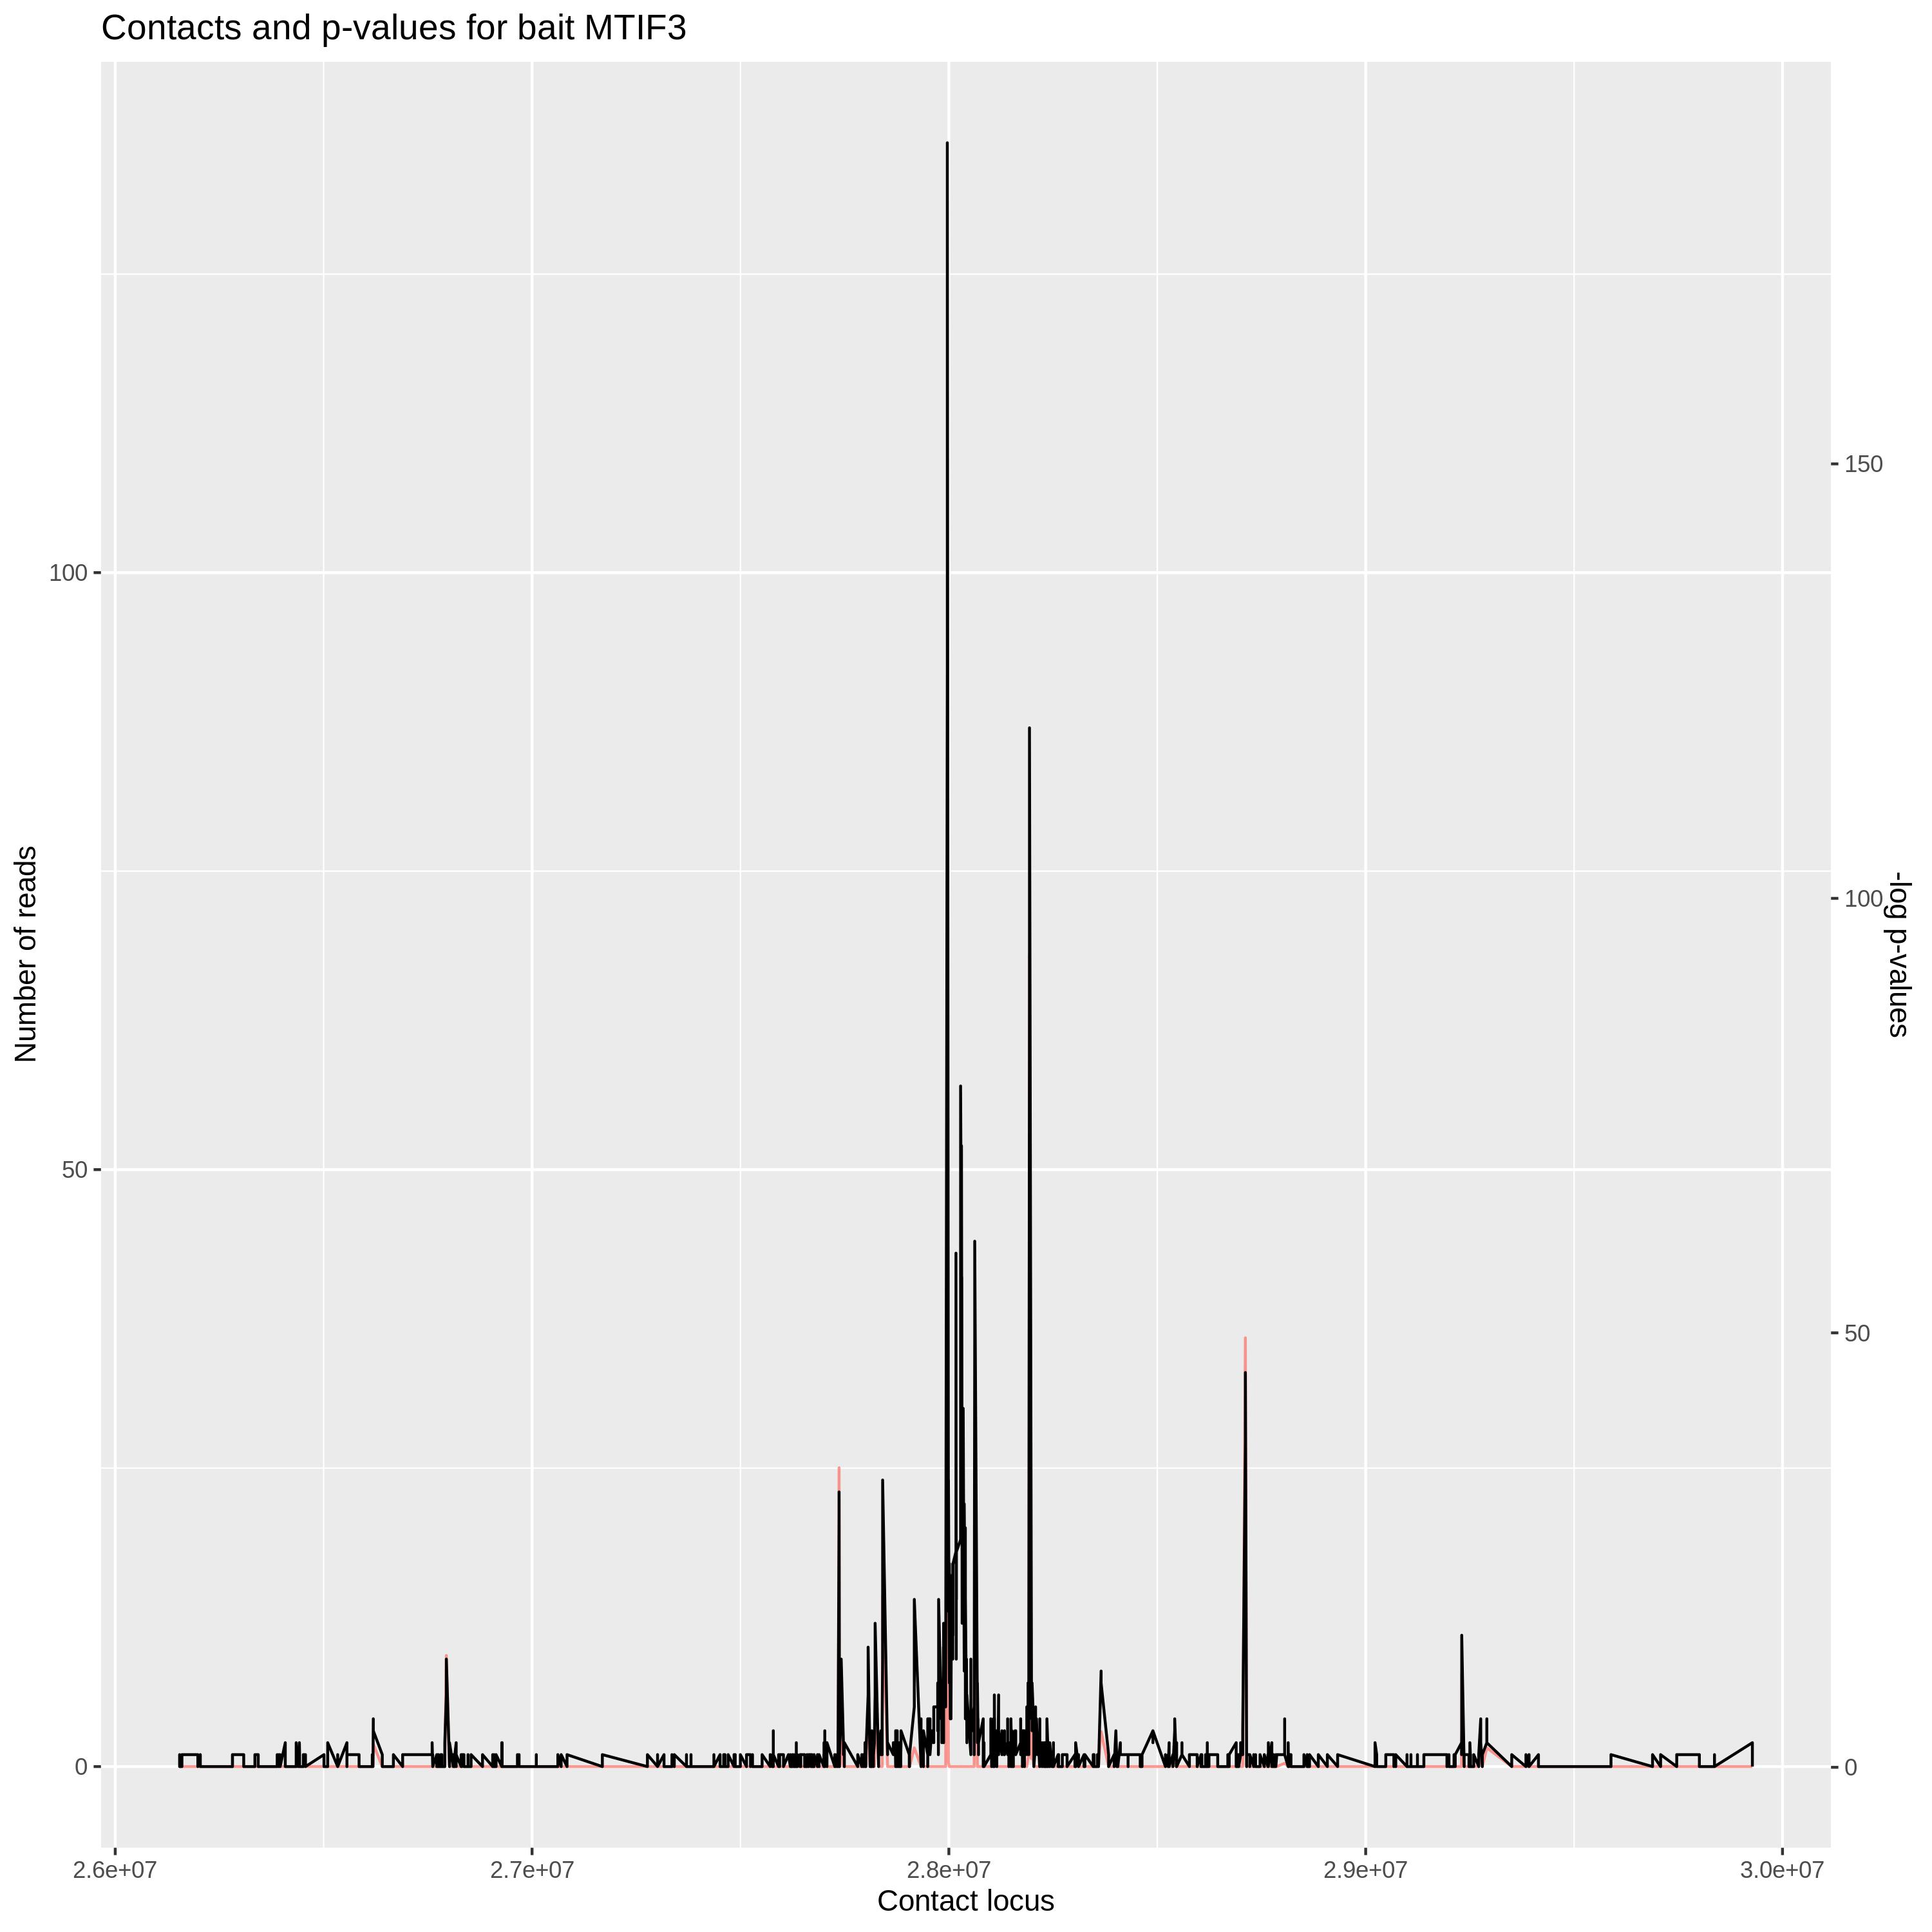 Contacts and p-values for bait MTIF3
Number of reads
100
50
0
150
100
50
0
-log p-values
2.6e+07
2.7e+07
2.8e+07
2.9e+07
3.0e+07
Contact locus